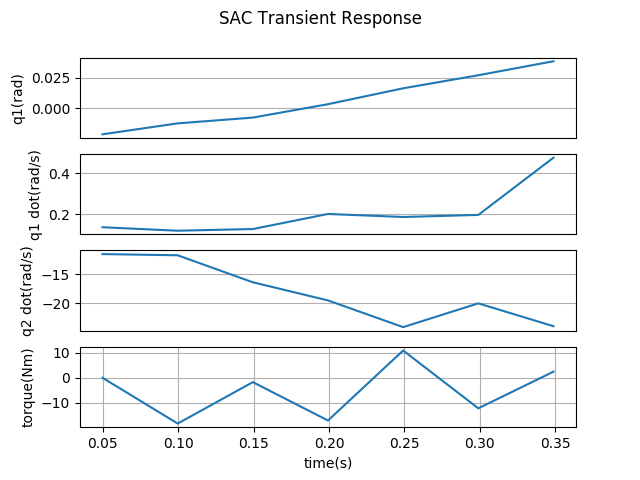 SAC Transient Response
q1(rad)
0.025
0.000
q1 dot(rad/s)
0.4
0.2
q2 dot(rad/s)
−15
−20
torque(Nm)
10
0
−10
0.05 0.10 0.15 0.20 0.25 0.30 0.35
time(s)